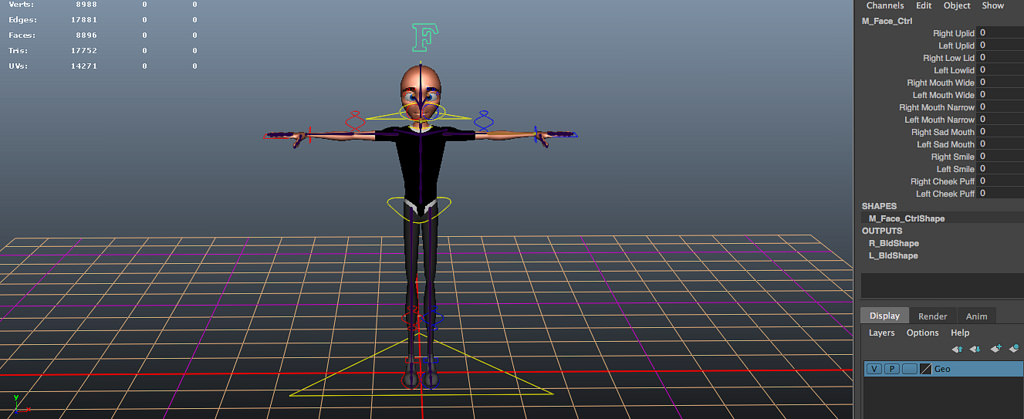 Verts: 8988 0 0
Edges: 17881 0 0
Faces: 8896 0 0
Tris: 17752 0 0
UVs: 14271 0 0
F
y
Channels Edit Object Show
M_Face_Ctrl
Right Uplid 0
Left Uplid 0
Right Low Lid 0
Left Lowlid 0
Right Mouth Wide 0
Left Mouth Wide 0
Right Mouth Narrow 0
Left Mouth Narrow 0
Right Sad Mouth 0
Left Sad Mouth 0
Right Smile 0
Left Smile 0
Right Cheek Puff 0
Left Cheek Puff 0
SHAPES
M_Face_CtrlShape
OUTPUTS
R_BldShape
L_BldShape
Display Render Anim
Layers Options Help
V P Geo